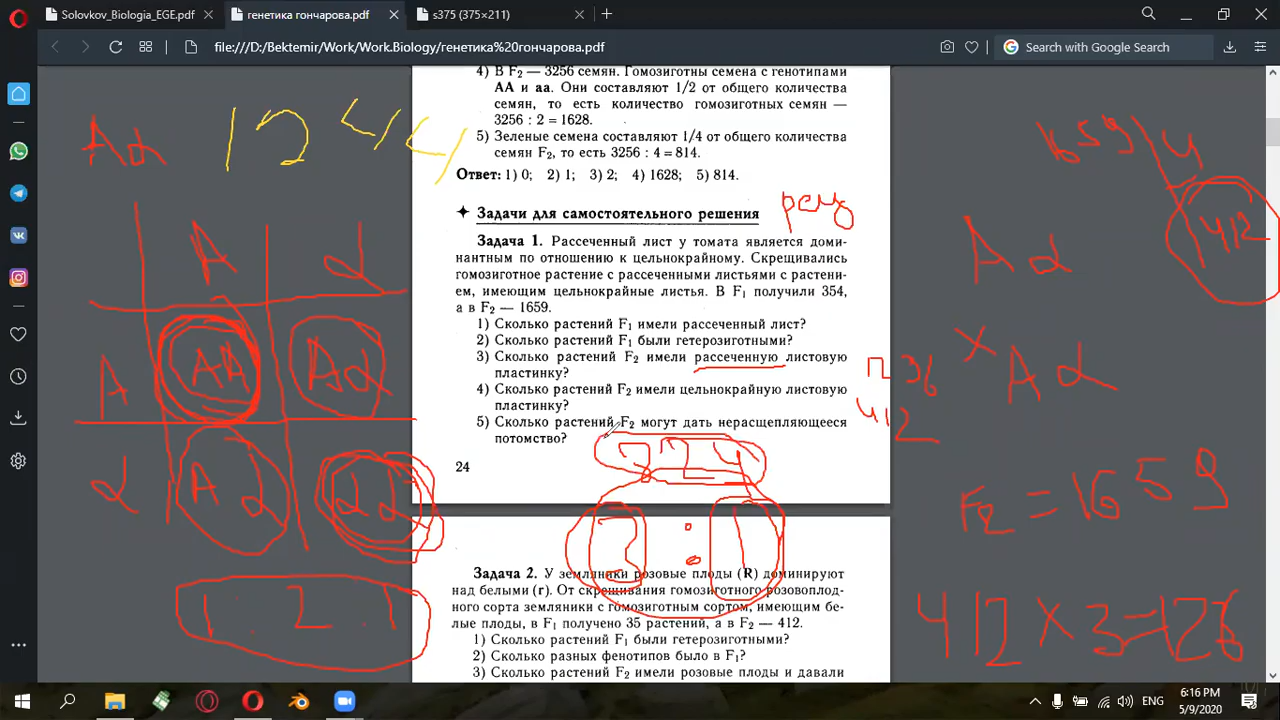 Solovkov_Biologia_EGE.pdf
генетика гончарова.pdf
s375 (375×211)
file:///D:/Bektemir/Work/Work.Biology/генетика%20гончарова.pdf
Search with Google
4) В F₂ — 3256 семян. Гомозиготны семена с генотипами
АА и аа. Они составляют 1/2 от общего количества
семян, то есть количество гомозиготных семян —
3256 : 2 = 1628.
5) Зеленые семена составляют 1/4 от общего количества
семян F₂, то есть 3256 : 4 = 814.
Ответ: 1) 0; 2) 1; 3) 2; 4) 1628; 5) 814.
Задачи для самостоятельного решения
Задача 1. Рассеченный лист у томата является доми-
нантным по отношению к цельнокрайному. Скрещивались
гомозиготное растение с рассеченными листьями с растени-
ем, имеющим цельнокрайные листья. В F₁ получили 354,
а в F₂ — 1659.
1) Сколько растений F₁ имели рассеченный лист?
2) Сколько растений F₁ были гетерозиготными?
3) Сколько растений F₂ имели рассеченную листовую
пластинку?
4) Сколько растений F₂ имели цельнокрайную листовую
пластинку?
5) Сколько растений F₂ могут дать нерасщепляющееся
потомство?
24
Задача 2. У земляники розовые плоды (R) доминируют
над белыми (r). От скрещивания гомозиготного розовоплод-
ного сорта земляники с гомозиготным сортом, имеющим бе-
лые плоды, в F₁ получено 35 растений, а в F₂ — 412.
1) Сколько растений F₁ были гетерозиготными?
2) Сколько разных фенотипов было в F₁?
3) Сколько растений F₂ имели розовые плоды и давали
Aa
1244
A a
A AA Aa
a Aa aa
1 : 2 : 1
3 : 1
1659 4
412
Aa
× Aa
412
F₂ = 1659
412 × 3 = 1236
ENG
6:16 PM
5/9/2020